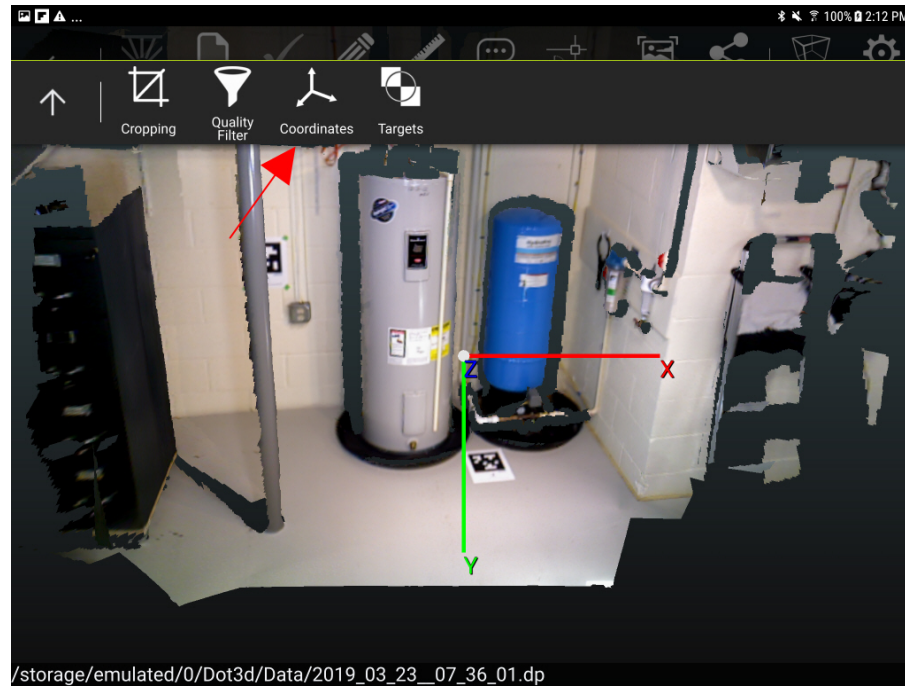 ... 100% 2:12 PM
Cropping
Quality
Filter
Coordinates
Targets
Z
X
Y
/storage/emulated/0/Dot3d/Data/2019_03_23__07_36_01.dp